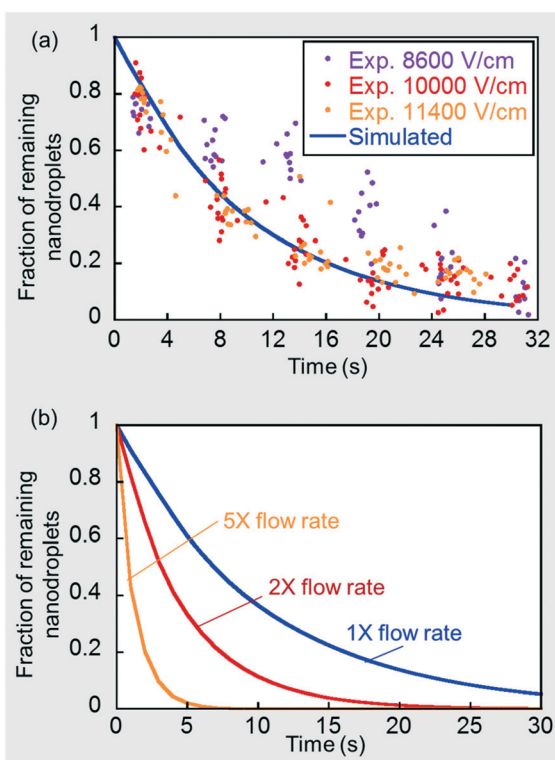 (a)
Fraction of remaining
nanodroplets
1
0.8
0.6
0.4
0.2
0
Exp. 8600 V/cm
Exp. 10000 V/cm
Exp. 11400 V/cm
Simulated
0 4 8 12 16 20 24 28 32
Time (s)
(b)
Fraction of remaining
nanodroplets
1
0.8
0.6
0.4
0.2
0
5X flow rate
2X flow rate
1X flow rate
0 5 10 15 20 25 30
Time (s)